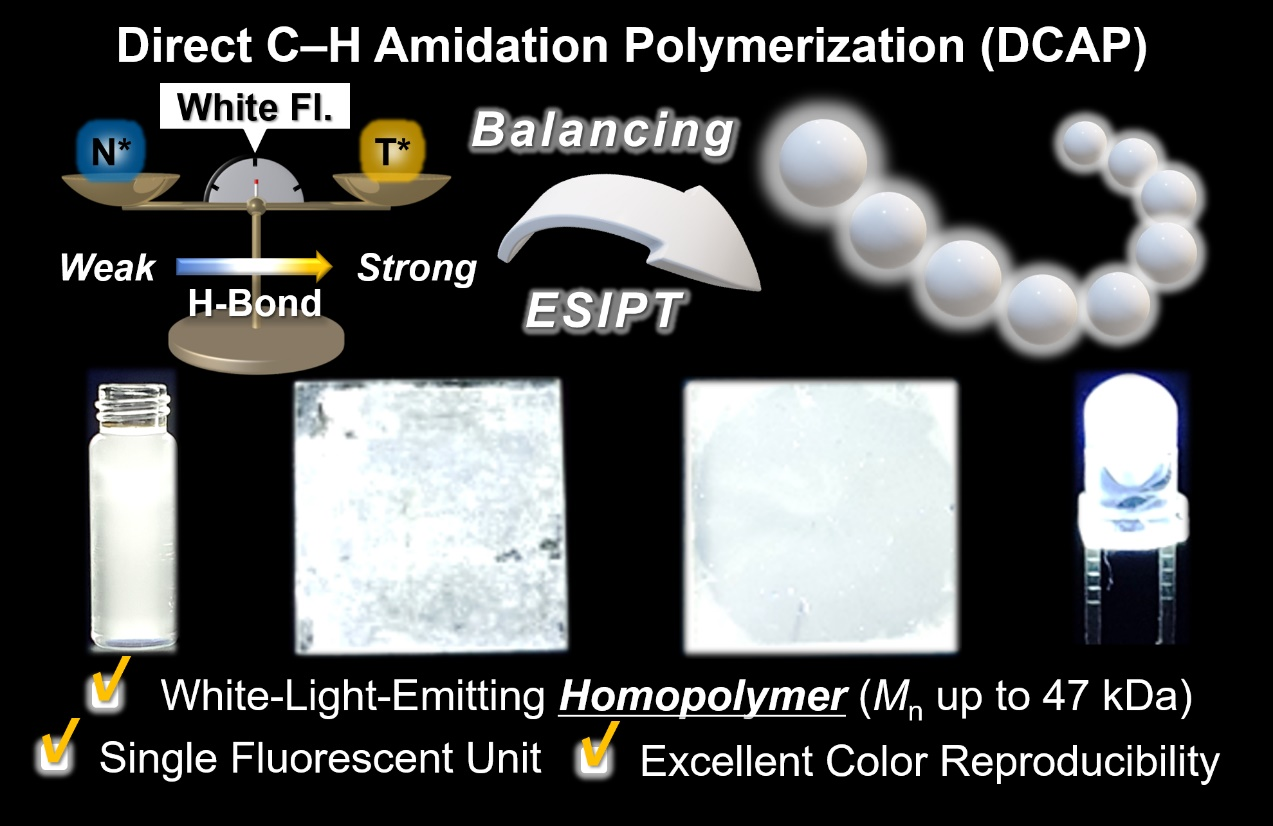 Direct C–H Amidation Polymerization (DCAP)
White Fl.
N*
T*
Balancing
Weak
Strong
H-Bond
ESIPT
White-Light-Emitting Homopolymer (Mn up to 47 kDa)
Single Fluorescent Unit
Excellent Color Reproducibility